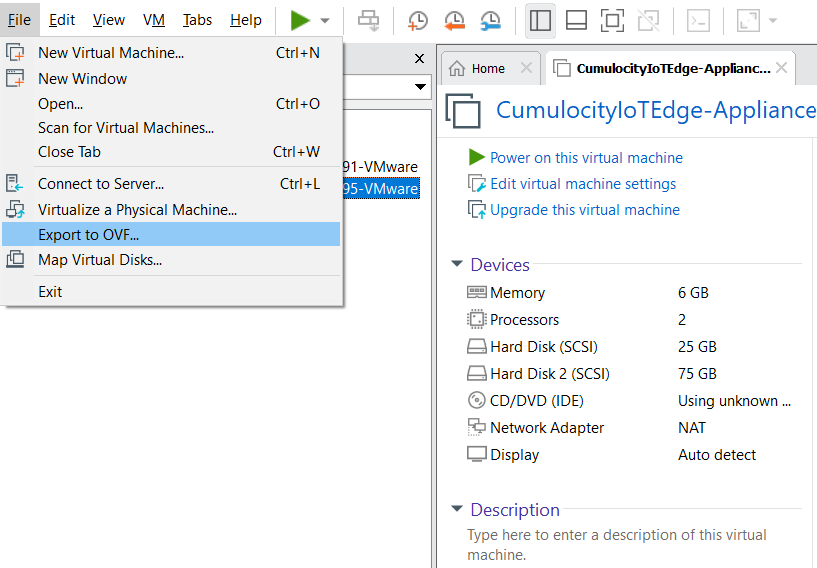 File Edit View VM Tabs Help
New Virtual Machine... Ctrl+N
New Window
Open... Ctrl+O
Scan for Virtual Machines...
Close Tab Ctrl+W
Connect to Server... Ctrl+L
Virtualize a Physical Machine...
Export to OVF...
Map Virtual Disks...
Exit
91-VMware
95-VMware
Home
CumulocityIoTEdge-Applianc...
CumulocityIoTEdge-Appliance
Power on this virtual machine
Edit virtual machine settings
Upgrade this virtual machine
Devices
Memory 6 GB
Processors 2
Hard Disk (SCSI) 25 GB
Hard Disk 2 (SCSI) 75 GB
CD/DVD (IDE) Using unknown ...
Network Adapter NAT
Display Auto detect
Description
Type here to enter a description of this virtual
machine.